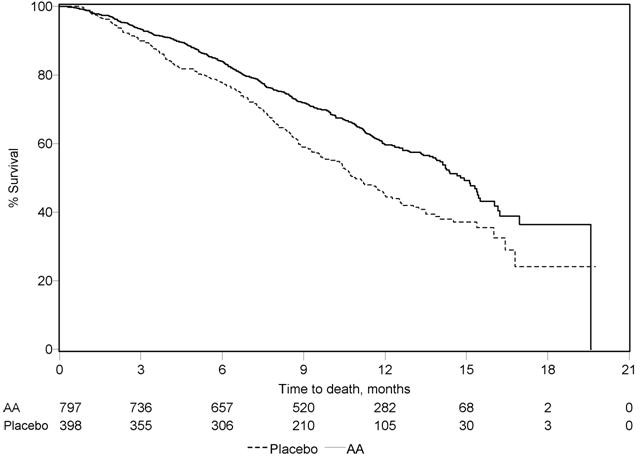 100
80
60
40
20
0
% Survival
0 3 6 9 12 15 18 21
Time to death, months
AA 797 736 657 520 282 68 2 0
Placebo 398 355 306 210 105 30 3 0
Placebo AA